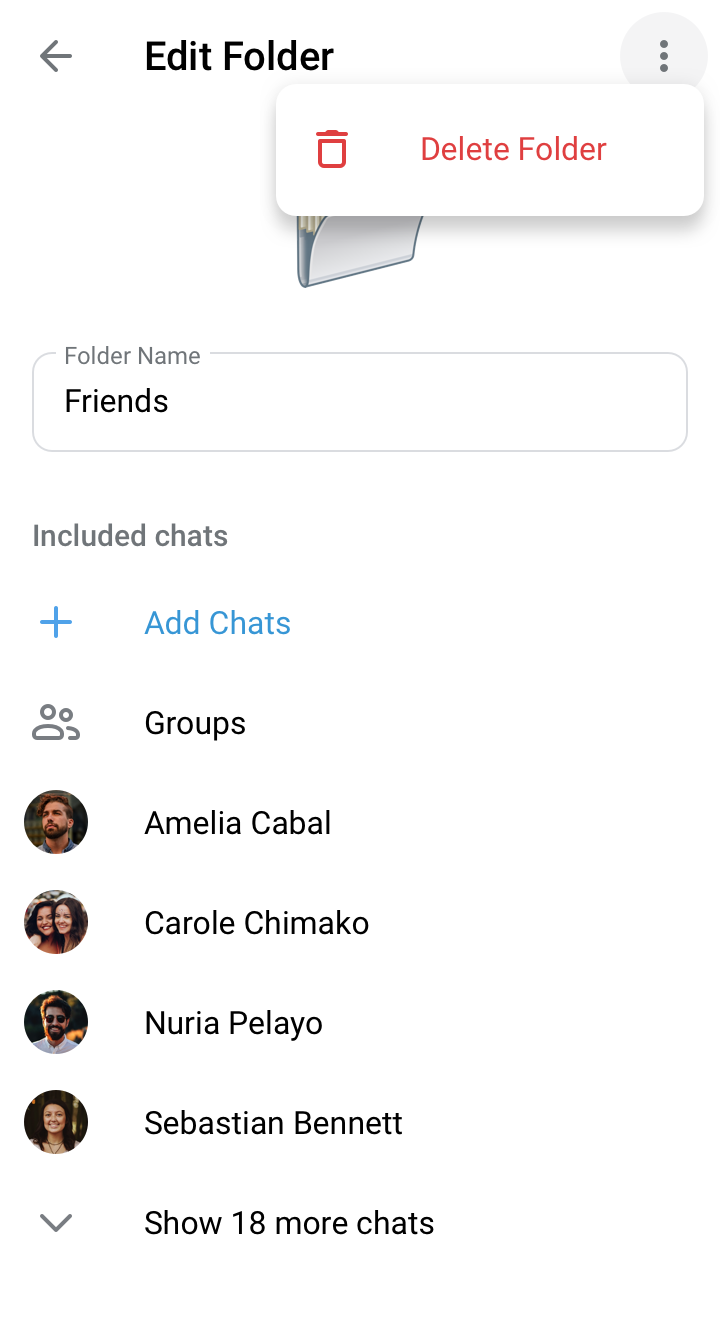 Edit Folder
Delete Folder
Folder Name
Friends
Included chats
Add Chats
Groups
Amelia Cabal
Carole Chimako
Nuria Pelayo
Sebastian Bennett
Show 18 more chats